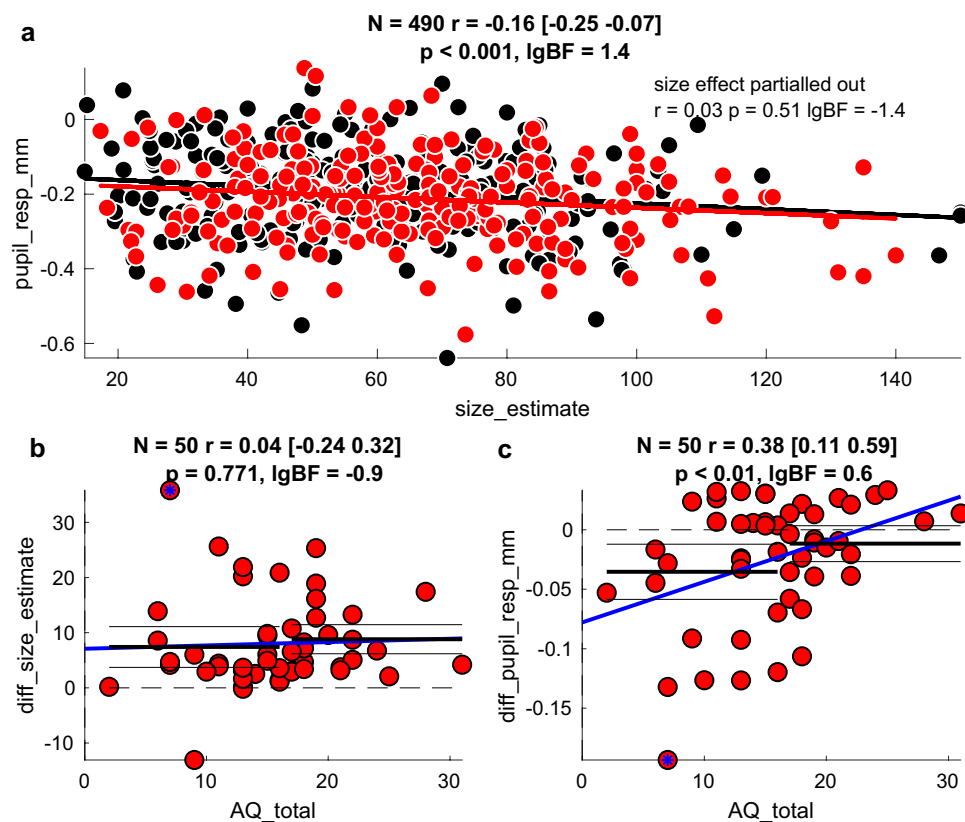 a
N = 490 r = -0.16 [-0.25 -0.07]
p < 0.001, lgBF = 1.4
size effect partialled out
r = 0.03 p = 0.51 lgBF = -1.4
0
-0.2
-0.4
-0.6
pupil_resp_mm
20 40 60 80 100 120 140
size_estimate
b
N = 50 r = 0.04 [-0.24 0.32]
p = 0.771, lgBF = -0.9
30
20
10
0
-10
diff_size_estimate
0 10 20 30
AQ_total
c
N = 50 r = 0.38 [0.11 0.59]
p < 0.01, lgBF = 0.6
0
-0.05
-0.1
-0.15
diff_pupil_resp_mm
0 10 20 30
AQ_total